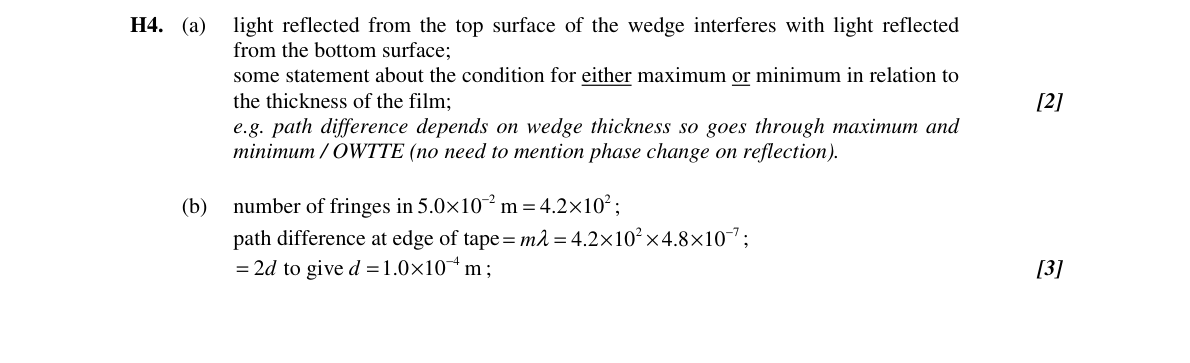 H4. (a) light reflected from the top surface of the wedge interferes with light reflected
from the bottom surface;
some statement about the condition for either maximum or minimum in relation to
the thickness of the film; [2]
e.g. path difference depends on wedge thickness so goes through maximum and
minimum / OWTTE (no need to mention phase change on reflection).
(b) number of fringes in 5.0×10⁻² m = 4.2×10²;
path difference at edge of tape = mλ = 4.2×10² × 4.8×10⁻⁷;
= 2d to give d = 1.0×10⁻⁴ m; [3]